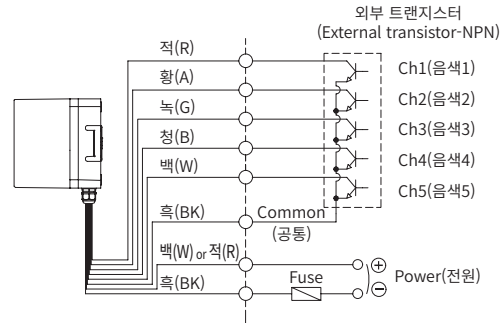 외부 트랜지스터
(External transistor-NPN)
적(R)
Ch1(음색1)
황(A)
Ch2(음색2)
녹(G)
Ch3(음색3)
청(B)
Ch4(음색4)
백(W)
Ch5(음색5)
흑(BK)
Common
(공통)
백(W) or 적(R)
Fuse
Power(전원)
흑(BK)